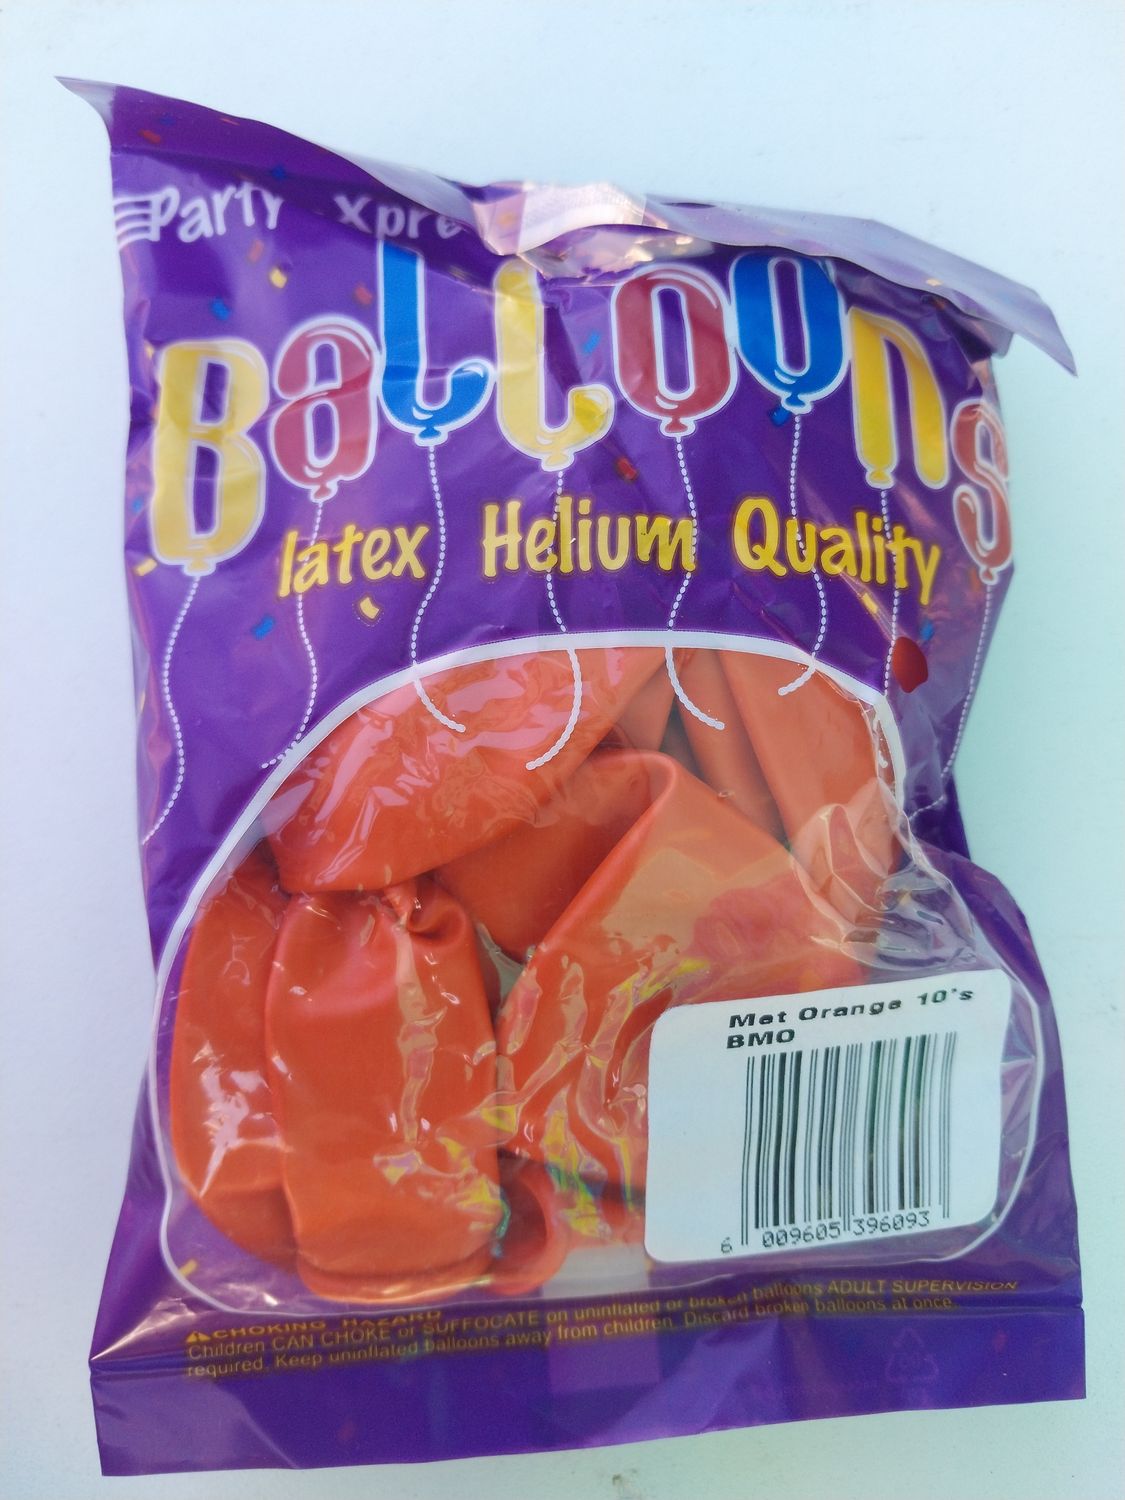 Party Xpre
Balloons
latex Helium Quality
Met Orange 10's
BMO
6 009605 396093
CHOKING HAZARD
Children CAN CHOKE or SUFFOCATE on uninflated or broken balloons ADULT SUPERVISION
required. Keep uninflated balloons away from children. Discard broken balloons at once.